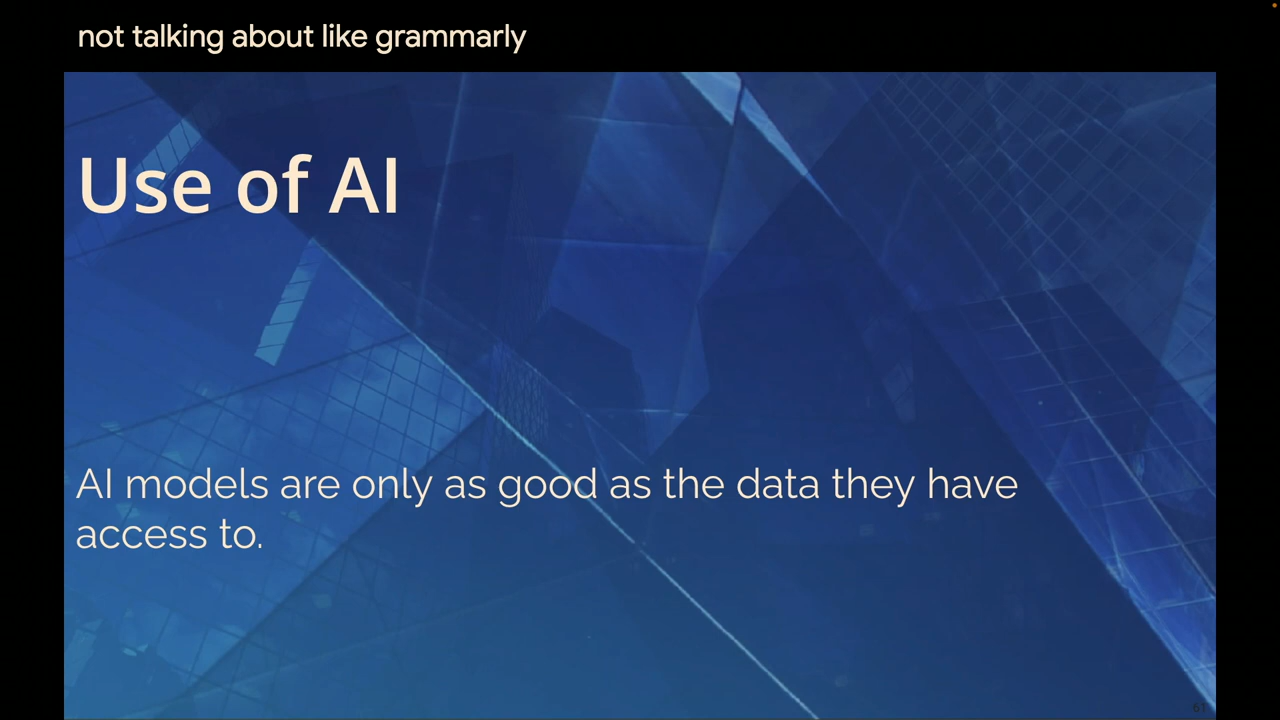 not talking about like grammarly
Use of AI
AI models are only as good as the data they have
access to.
61